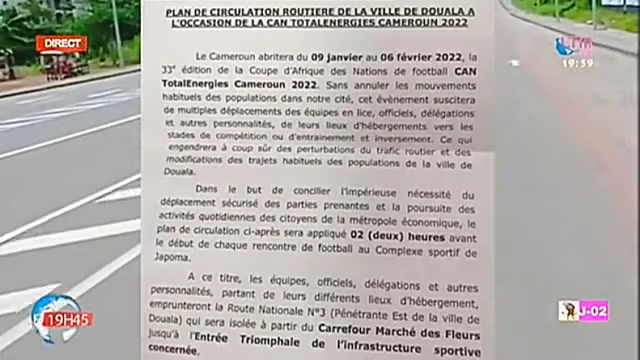 PLAN DE CIRCULATION ROUTIERE DE LA VILLE DE DOUALA A
L'OCCASION DE LA CAN TOTALENERGIES CAMEROUN 2022
DIRECT
19:59
Le Cameroun abritera du 09 janvier au 06 février 2022, la
33e édition de la Coupe d'Afrique des Nations de football CAN
TotalEnergies Cameroun 2022. Sans annuler les mouvements
habituels des populations dans notre cité, cet évènement suscitera
de multiples déplacements des équipes en lice, officiels, délégations
et autres personnalités, de leurs lieux d'hébergements vers les
stades de compétition ou d'entrainement et inversement. Ce qui
engendrera à coup sûr des perturbations du trafic routier et des
modifications des trajets habituels des populations de la ville de
Douala.
Dans le but de concilier l'impérieuse nécessité du
déplacement sécurisé des parties prenantes et la poursuite des
activités quotidiennes des citoyens de la métropole économique, le
plan de circulation ci-après sera appliqué 02 (deux) heures avant
le début de chaque rencontre de football au Complexe sportif de
Japoma.
A ce titre, les équipes, officiels, délégations et autres
personnalités, partant de leurs différents lieux d'hébergement,
emprunteront la Route Nationale N°3 (Pénétrante Est de la ville de
Douala) qui sera isolée à partir du Carrefour Marché des Fleurs
jusqu'à l'Entrée Triomphale de l'infrastructure sportive
concernée.
19H45
J-02